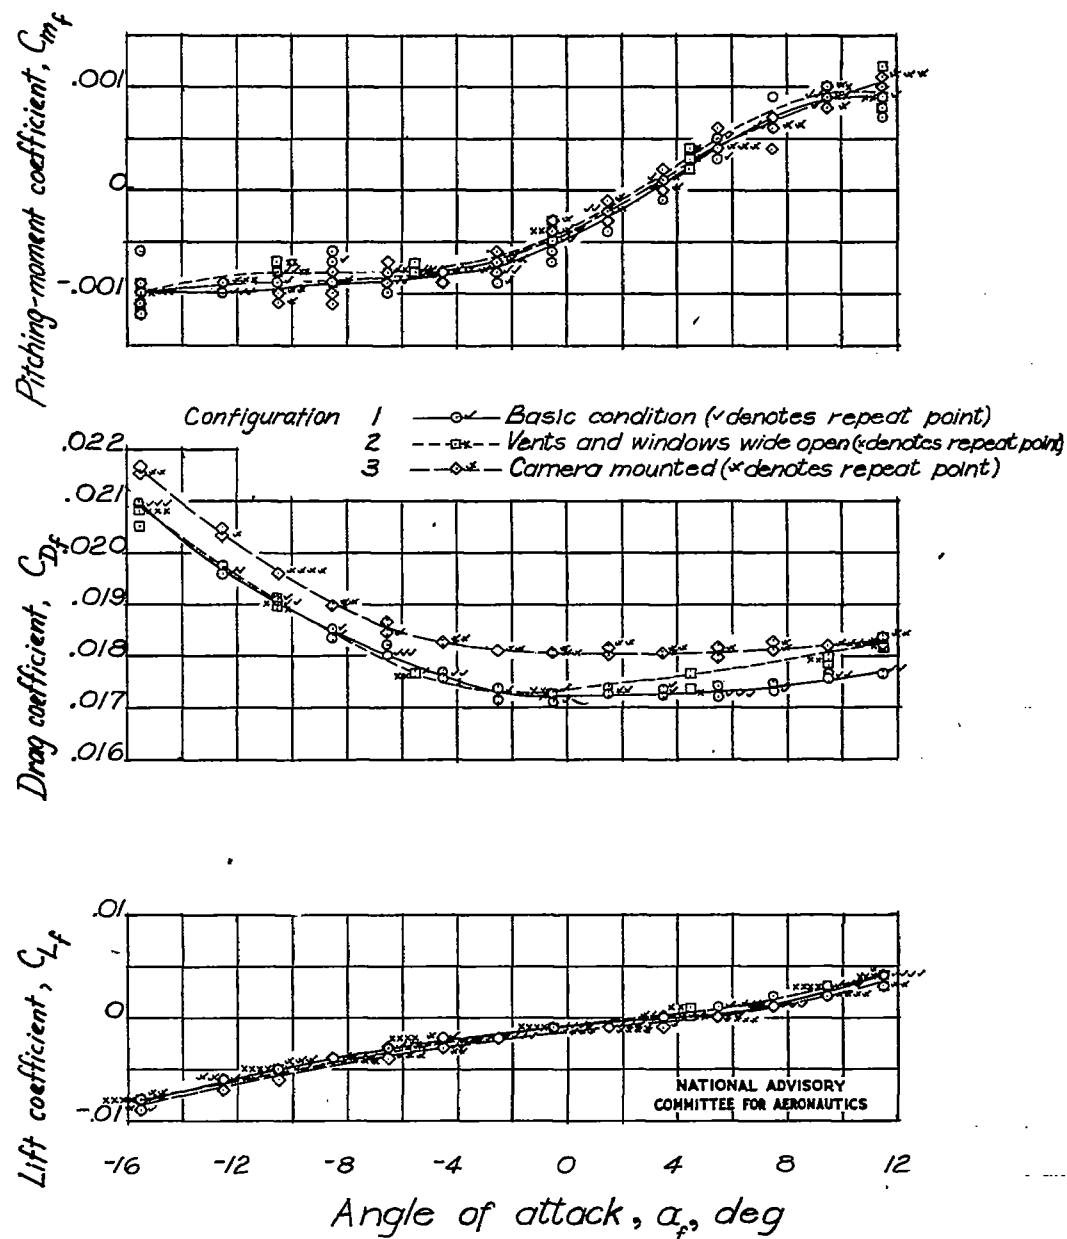 Pitching-moment coefficient, Cmf
.001
0
-.001
Configuration 1 Basic condition (✓denotes repeat point)
2 Vents and windows wide open (×denotes repeat point)
3 Camera mounted (*denotes repeat point)
Drag coefficient, CDf
.022
.021
.020
.019
.018
.017
.016
Lift coefficient, CLf
.01
0
-.01
NATIONAL ADVISORY
COMMITTEE FOR AERONAUTICS
-16 -12 -8 -4 0 4 8 12
Angle of attack, αf, deg